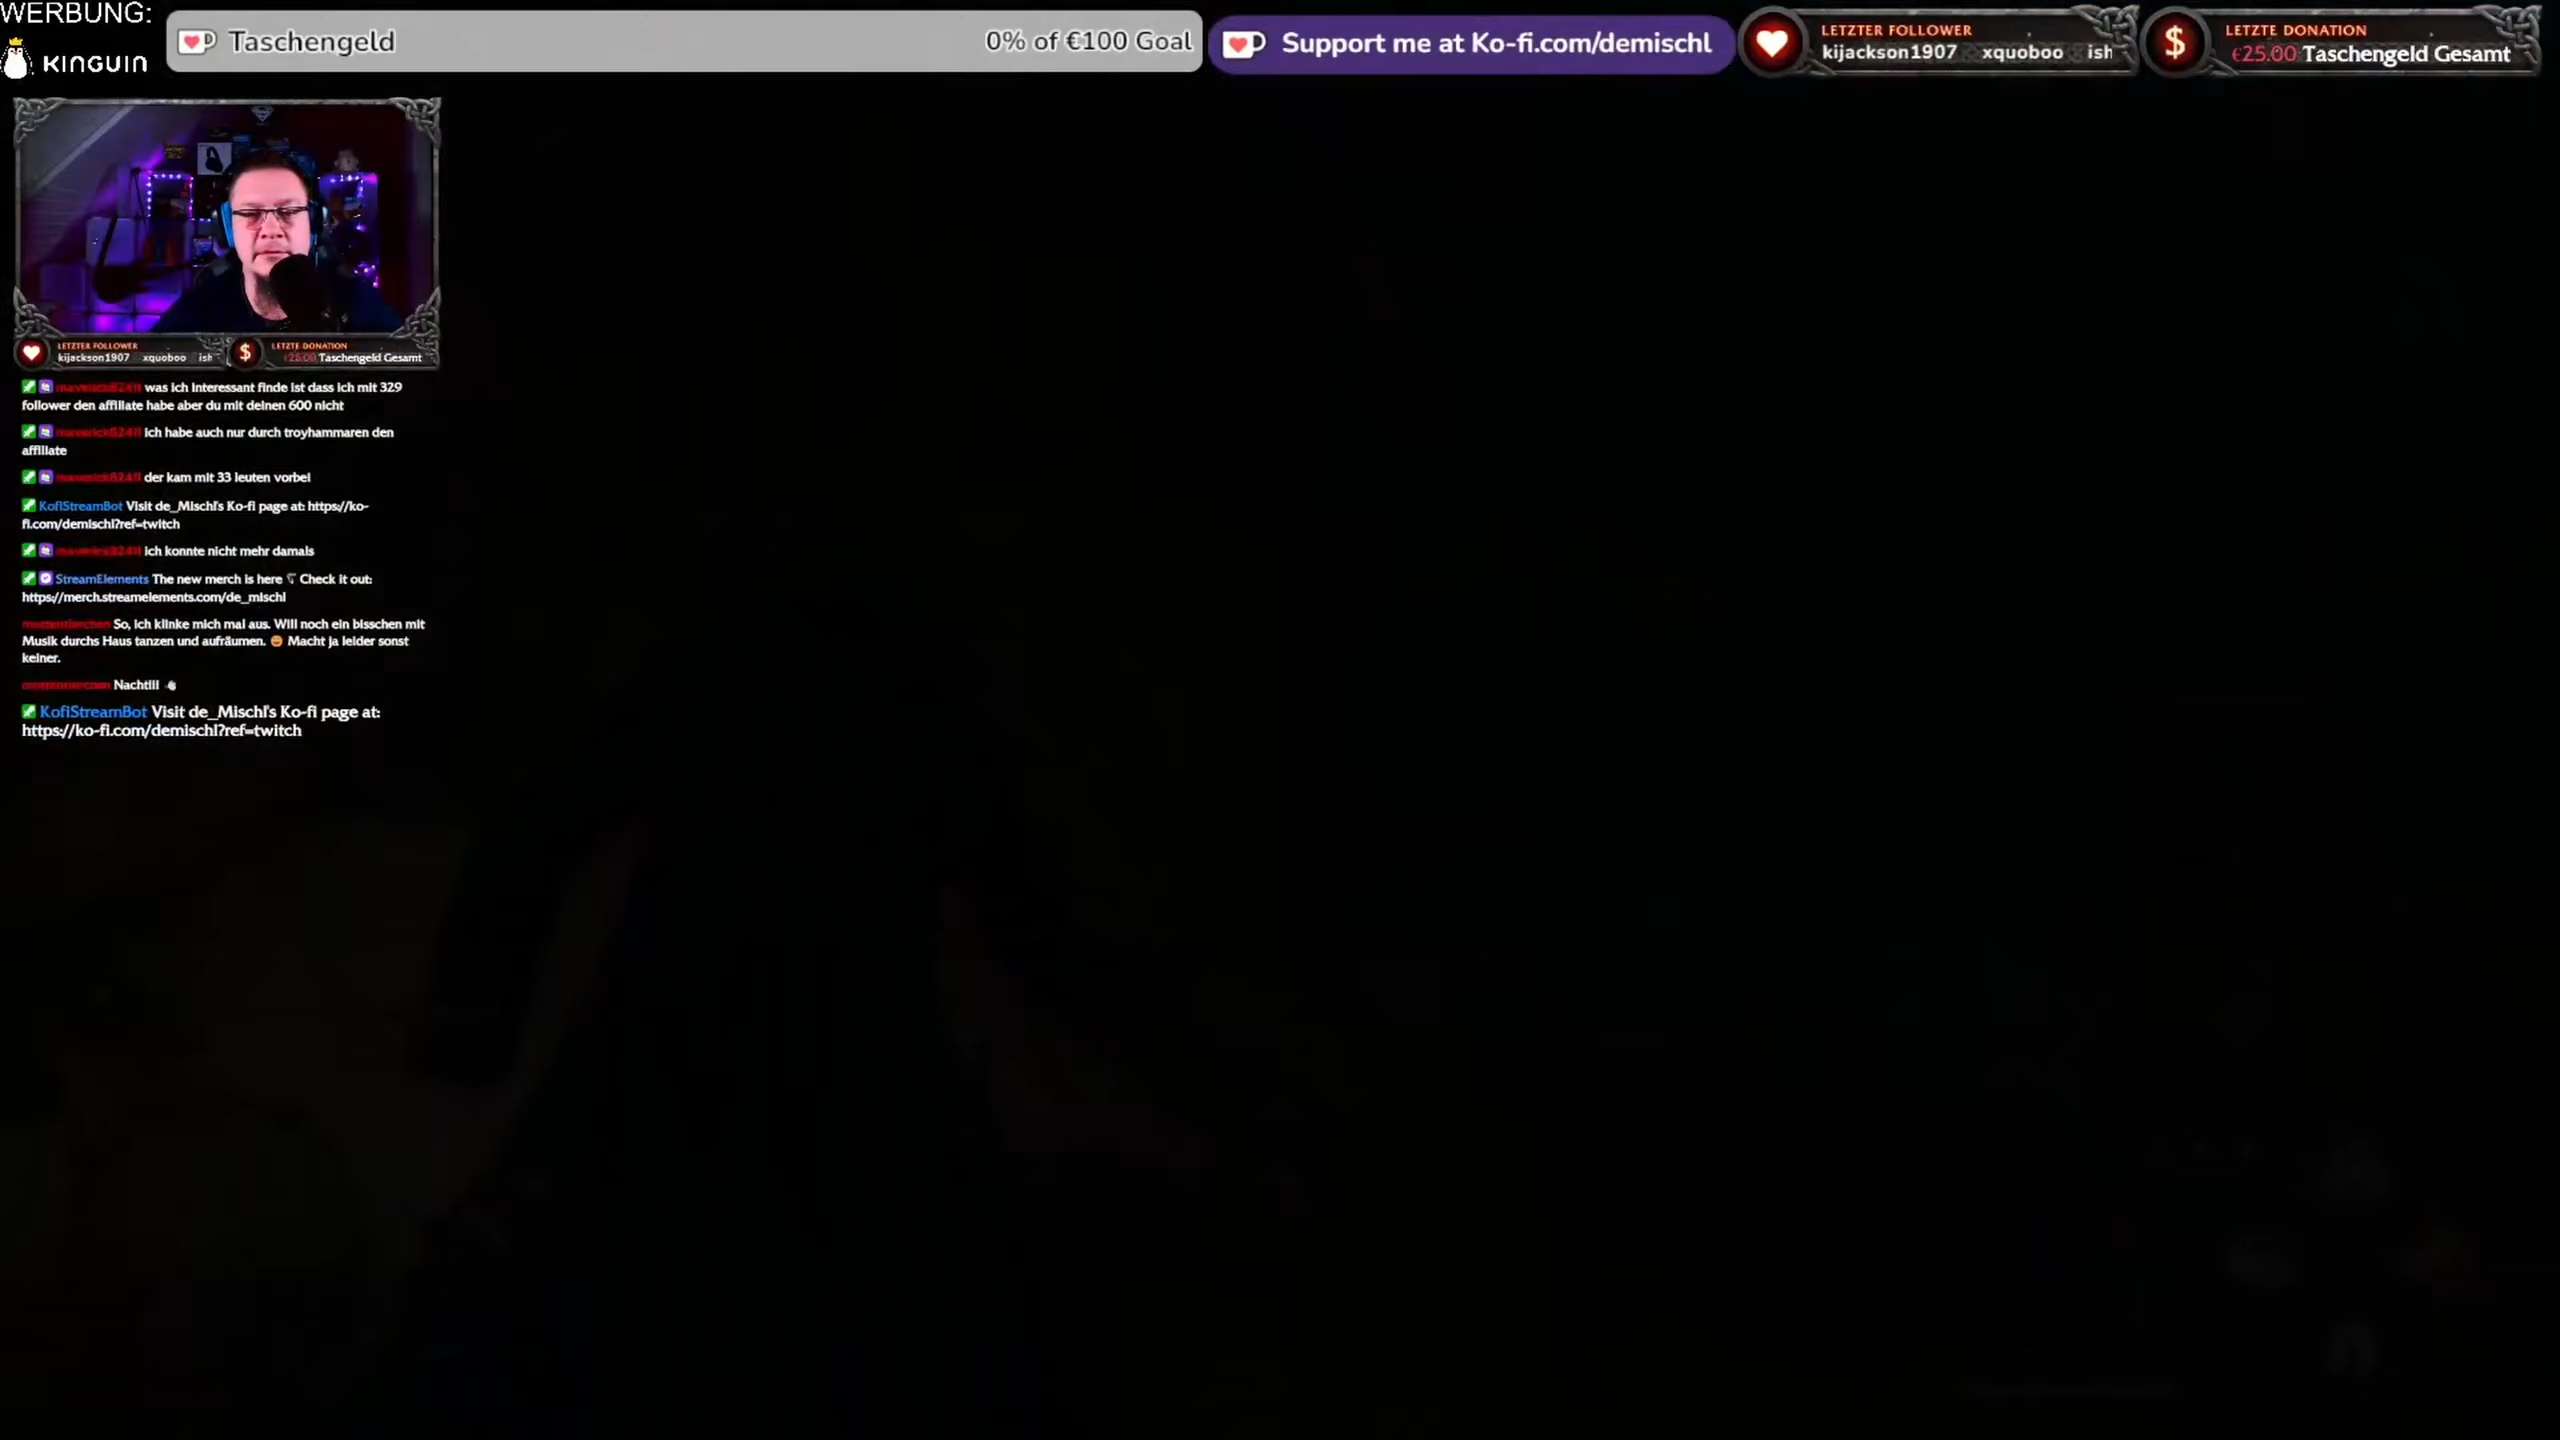 WERBUNG:
KINGUIN
Taschengeld
0% of €100 Goal
Support me at Ko-fi.com/demischl
LETZTER FOLLOWER
kijackson1907 xquoboo ish
LETZTE DONATION
€25.00 Taschengeld Gesamt
LETZTER FOLLOWER
kijackson1907 xquoboo ish
LETZTE DONATION
€25.00 Taschengeld Gesamt
was ich interessant finde ist dass ich mit 329
follower den affiliate habe aber du mit deinen 600 nicht
ich habe auch nur durch troyhammaren den
affiliate
der kam mit 33 leuten vorbei
KofiStreamBot Visit de_Mischl's Ko-fi page at: https://ko-
fi.com/demischl?ref=twitch
ich konnte nicht mehr damals
StreamElements The new merch is here Check it out:
https://merch.streamelements.com/de_mischl
So, ich klinke mich mal aus. Will noch ein bisschen mit
Musik durchs Haus tanzen und aufräumen. Macht ja leider sonst
keiner.
Nachtiii
KofiStreamBot Visit de_Mischl's Ko-fi page at:
https://ko-fi.com/demischl?ref=twitch